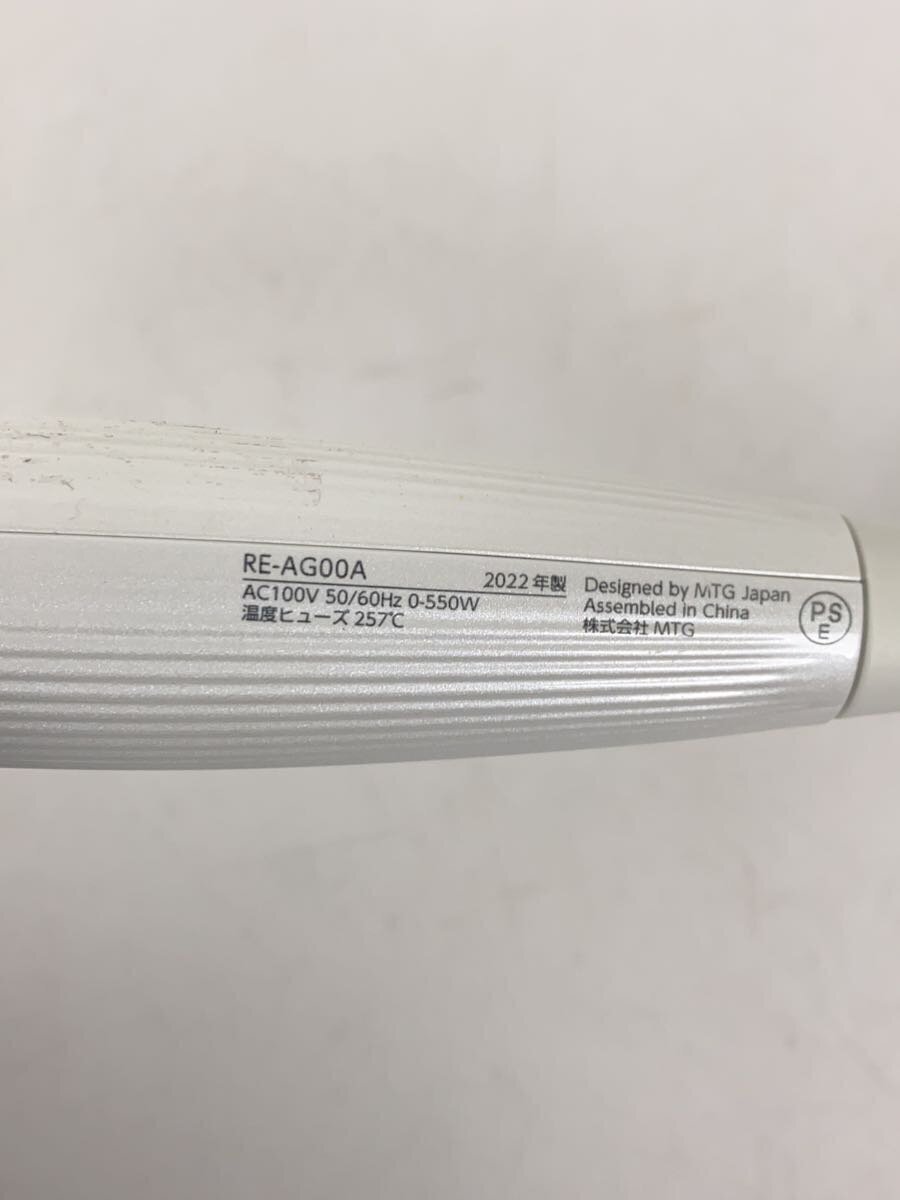 RE-AG00A
2022年製
AC100V 50/60Hz 0-550W
温度ヒューズ 257℃
Designed by MTG Japan
Assembled in China
株式会社 MTG
PS
E